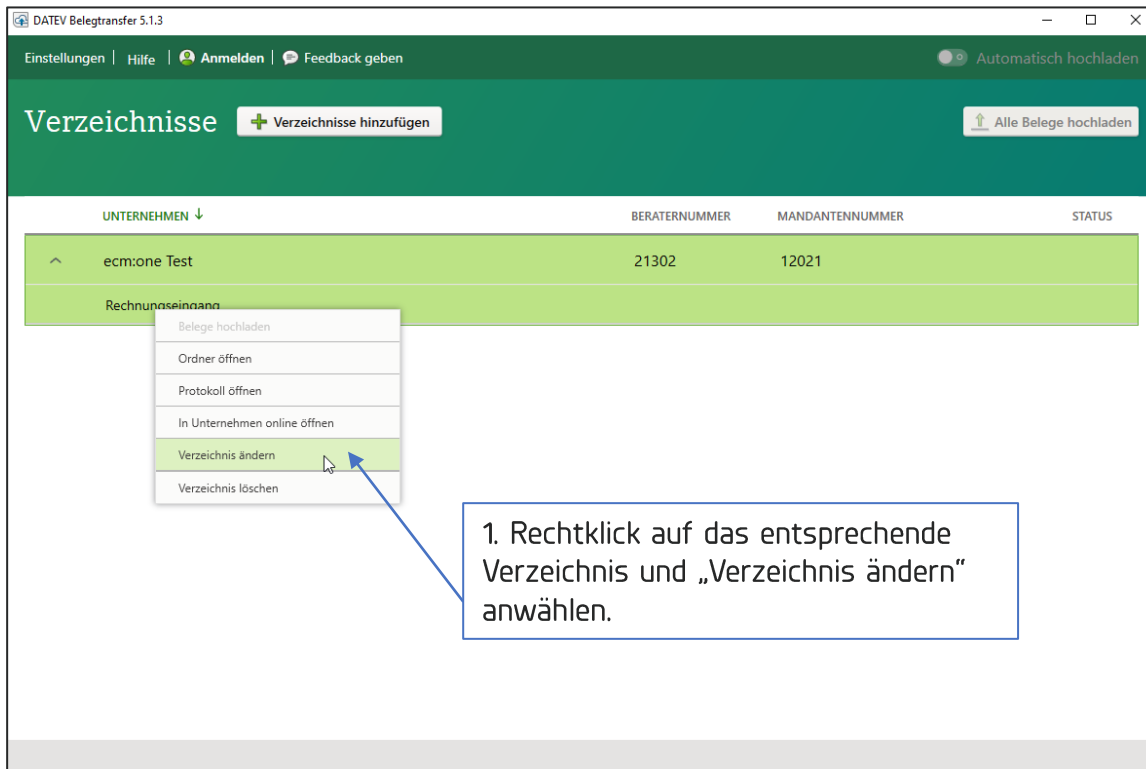 DATEV Belegtransfer 5.1.3
Einstellungen | Hilfe | Anmelden | Feedback geben Automatisch hochladen
Verzeichnisse Verzeichnisse hinzufügen Alle Belege hochladen
UNTERNEHMEN ↓ BERATERNUMMER MANDANTENNUMMER STATUS
ecm:one Test 21302 12021
Rechnungseingang
Belege hochladen
Ordner öffnen
Protokoll öffnen
In Unternehmen online öffnen
Verzeichnis ändern
Verzeichnis löschen
1. Rechtklick auf das entsprechende
Verzeichnis und „Verzeichnis ändern“
anwählen.